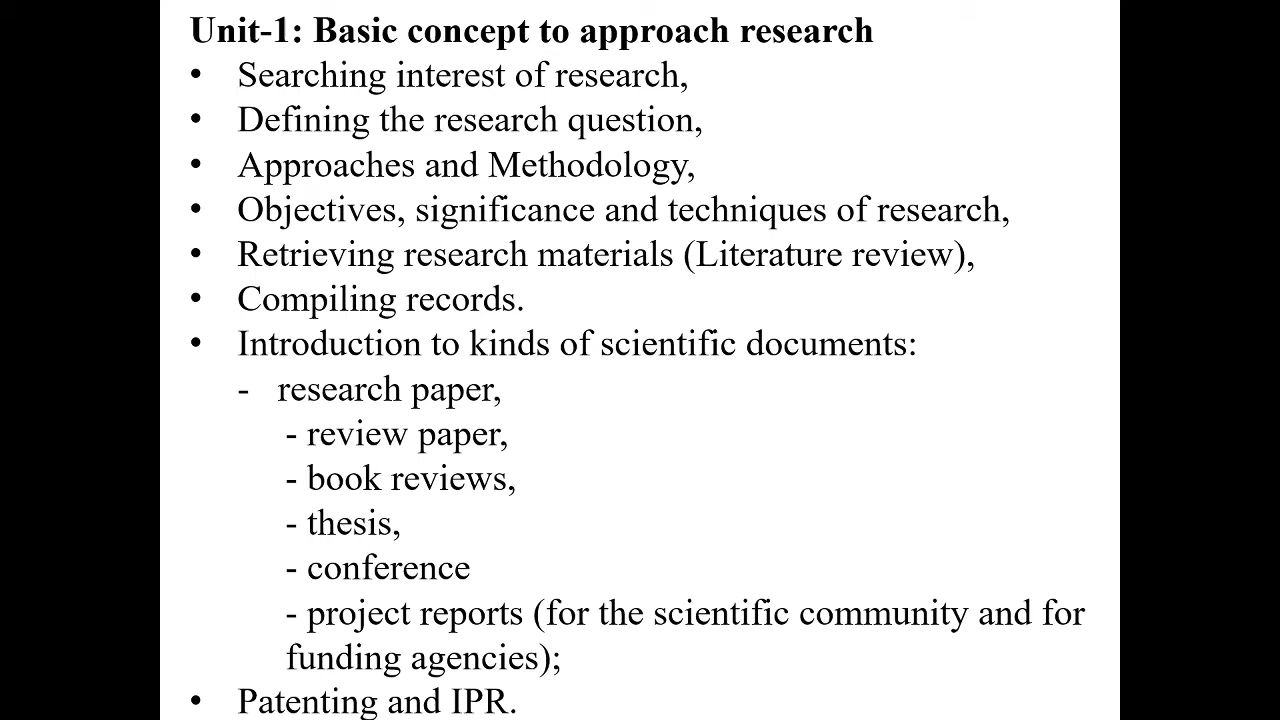 Unit-1: Basic concept to approach research
• Searching interest of research,
• Defining the research question,
• Approaches and Methodology,
• Objectives, significance and techniques of research,
• Retrieving research materials (Literature review),
• Compiling records.
• Introduction to kinds of scientific documents:
- research paper,
- review paper,
- book reviews,
- thesis,
- conference
- project reports (for the scientific community and for
funding agencies);
• Patenting and IPR.